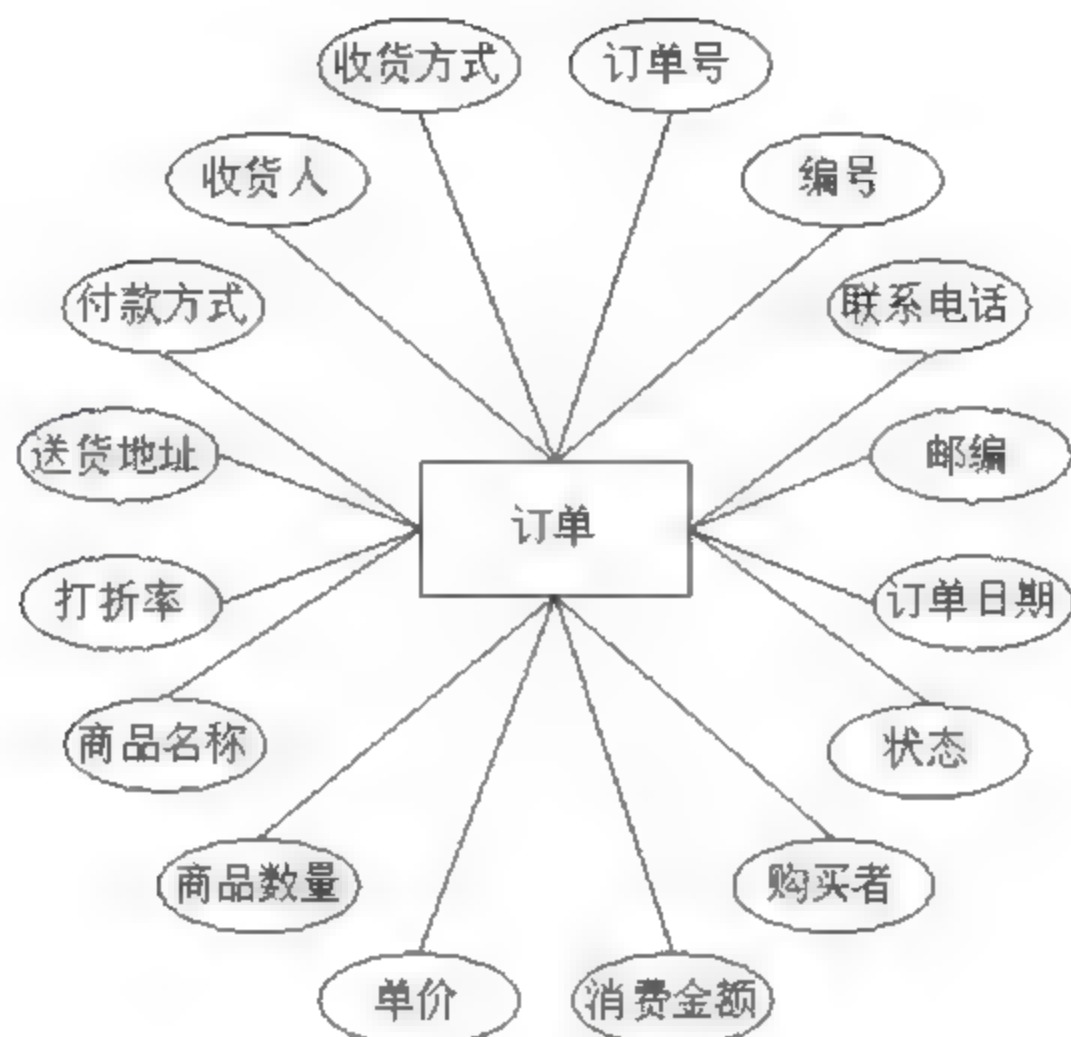 收货方式
订单号
收货人
编号
付款方式
联系电话
送货地址
邮编
订单
打折率
订单日期
商品名称
状态
商品数量
购买者
单价
消费金额